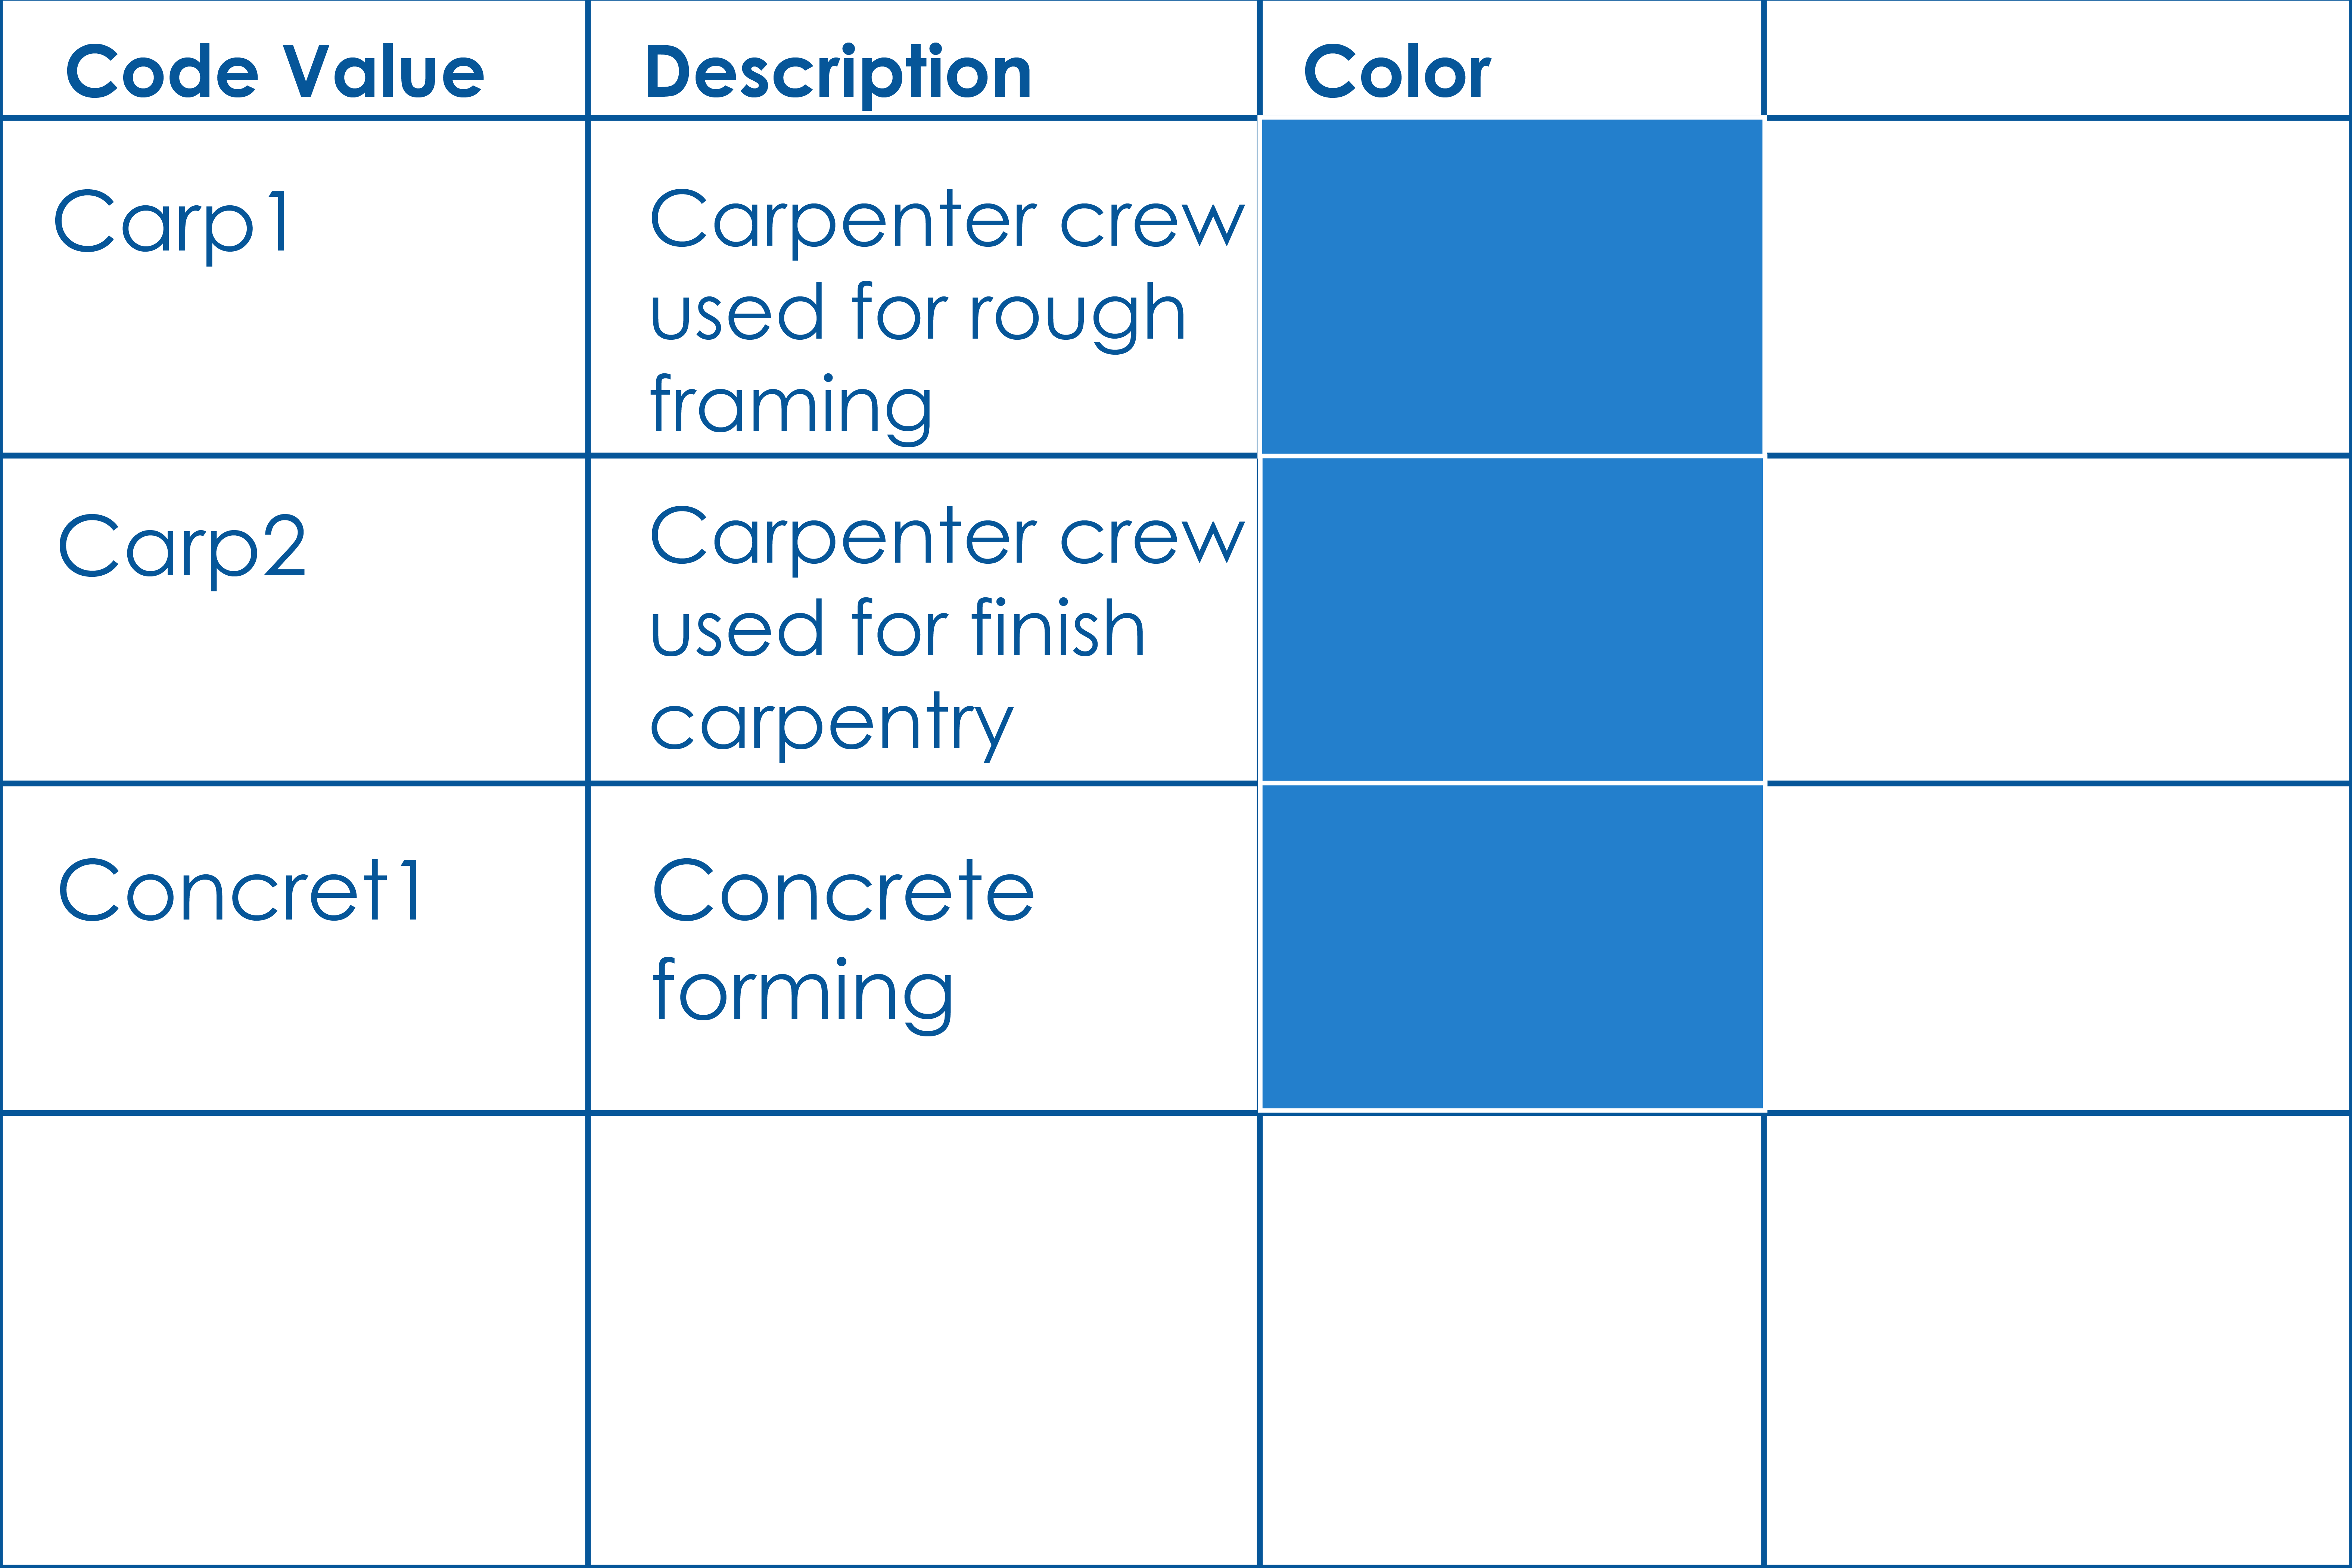 Code Value Description Color
Carp1
Carpenter crew
used for rough
framing
Carp2
Carpenter crew
used for finish
carpentry
Concret1
Concrete
forming